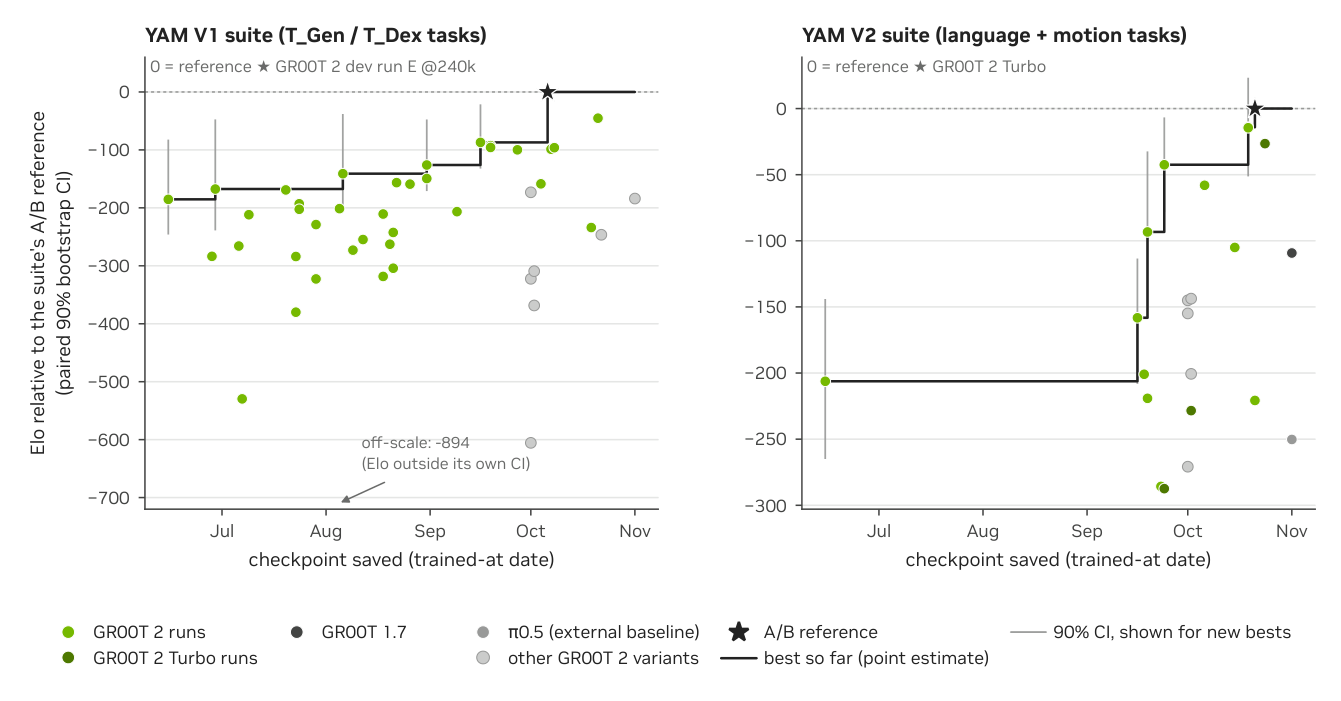 YAM V1 suite (T_Gen / T_Dex tasks)
0 = reference ★ GR00T 2 dev run E @240k
Elo relative to the suite's A/B reference
(paired 90% bootstrap CI)
0
−100
−200
−300
−400
−500
−600
−700
off-scale: -894
(Elo outside its own CI)
Jul
Aug
Sep
Oct
Nov
checkpoint saved (trained-at date)
YAM V2 suite (language + motion tasks)
0 = reference ★ GR00T 2 Turbo
0
−50
−100
−150
−200
−250
−300
Jul
Aug
Sep
Oct
Nov
checkpoint saved (trained-at date)
GR00T 2 runs
GR00T 2 Turbo runs
GR00T 1.7
π0.5 (external baseline)
other GR00T 2 variants
A/B reference
best so far (point estimate)
90% CI, shown for new bests